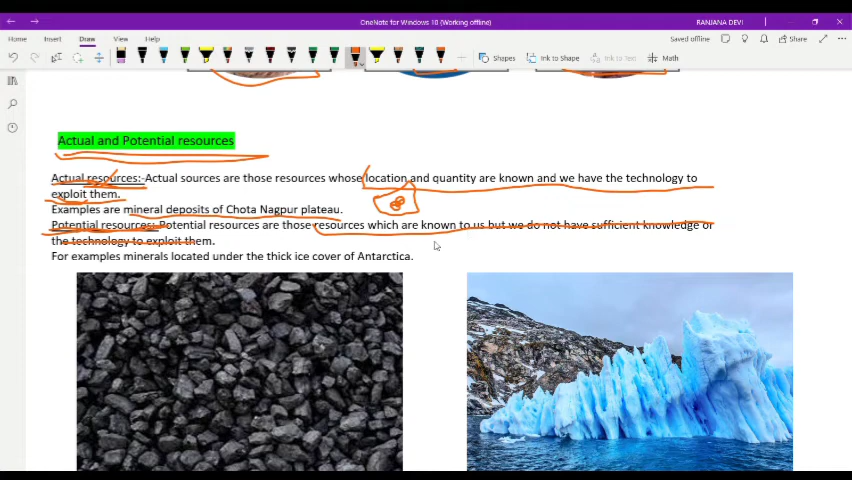 OneNote for Windows 10 (Working offline)
RANJANA DEVI
Home Insert Draw View Help Class Notebook
Saved offline Share
Shapes Ink to Shape Ink to Text Math
Actual and Potential resources
Actual resources:-Actual sources are those resources whose location and quantity are known and we have the technology to
exploit them.
Examples are mineral deposits of Chota Nagpur plateau.
Potential resources: Potential resources are those resources which are known to us but we do not have sufficient knowledge or
the technology to exploit them.
For examples minerals located under the thick ice cover of Antarctica.